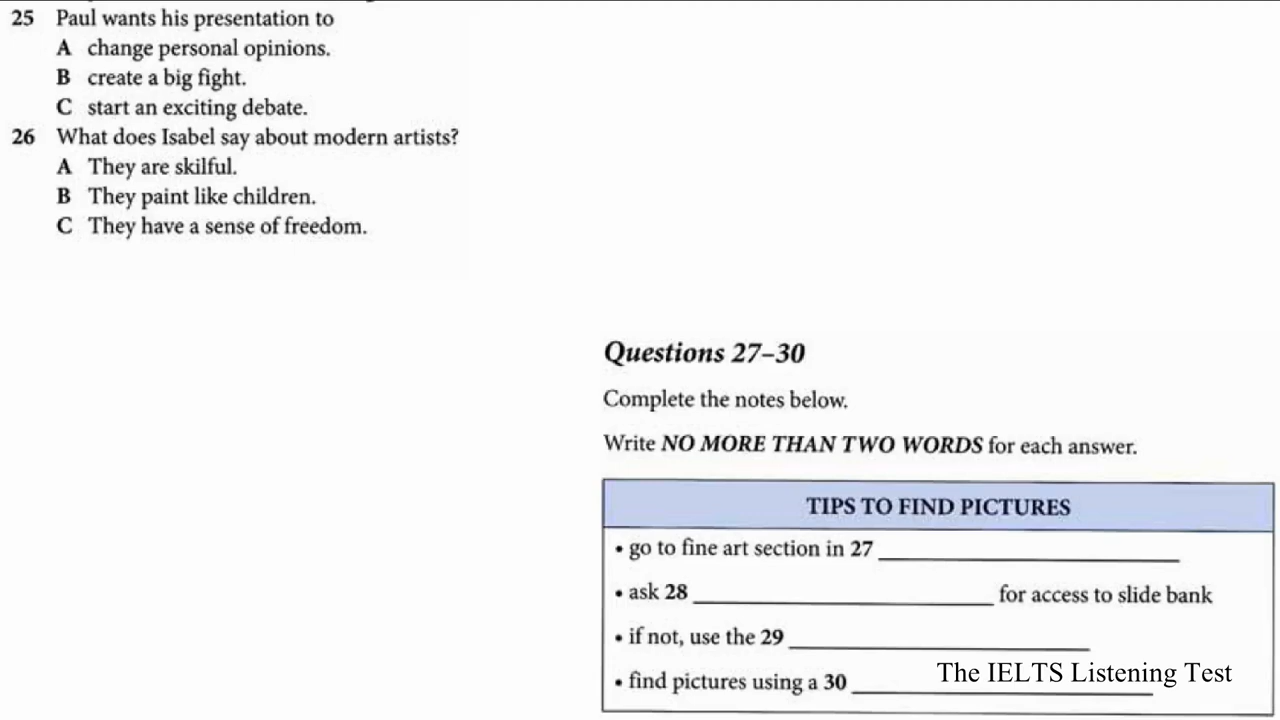 25 Paul wants his presentation to
A change personal opinions.
B create a big fight.
C start an exciting debate.
26 What does Isabel say about modern artists?
A They are skilful.
B They paint like children.
C They have a sense of freedom.
Questions 27–30
Complete the notes below.
Write NO MORE THAN TWO WORDS for each answer.
TIPS TO FIND PICTURES
• go to fine art section in 27 ____________________
• ask 28 ____________________ for access to slide bank
• if not, use the 29 ____________________
• find pictures using a 30 ____________________
The IELTS Listening Test